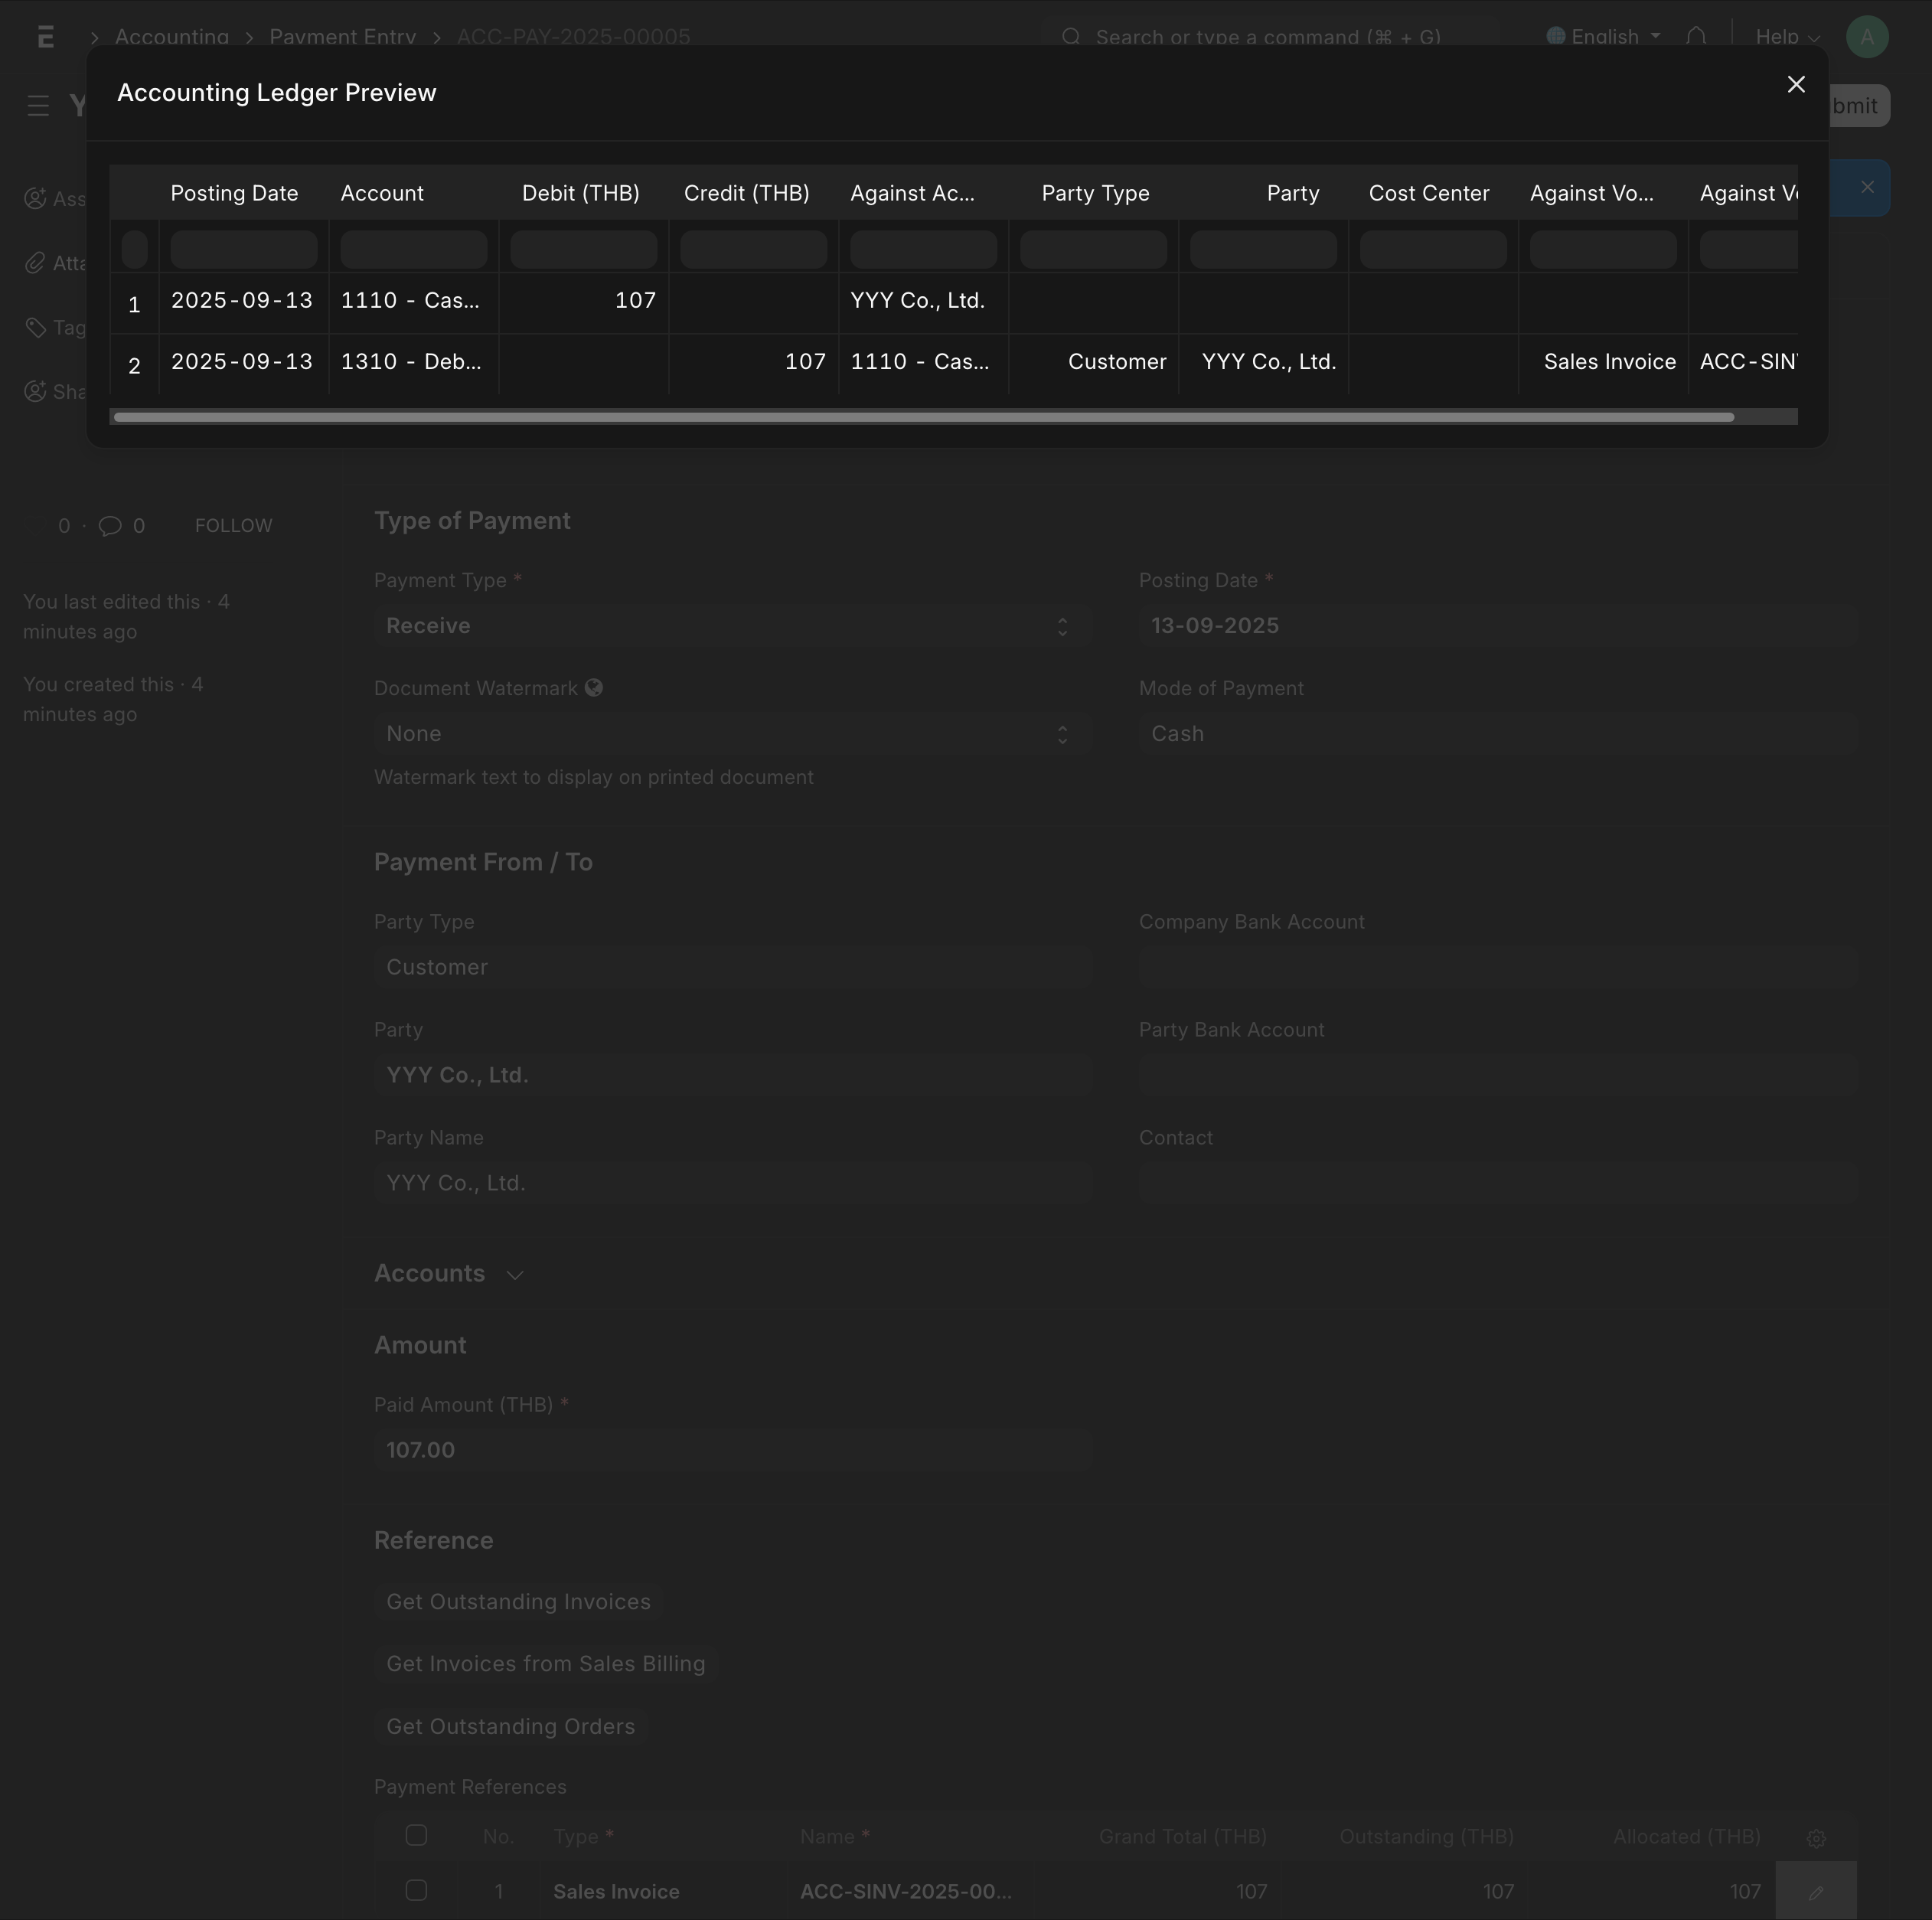 Accounting Payment Entry ACC-PAY-2025-00005 Search or type a command (⌘ + G) English Help A
Accounting Ledger Preview
Y bmit
Posting Date Account Debit (THB) Credit (THB) Against Ac... Party Type Party Cost Center Against Vo... Against Vo
1 2025-09-13 1110 - Cas... 107 YYY Co., Ltd.
2 2025-09-13 1310 - Deb... 107 1110 - Cas... Customer YYY Co., Ltd. Sales Invoice ACC-SIN
Ass
Atta
Tag
Sha
0 · 0 FOLLOW
You last edited this · 4
minutes ago
You created this · 4
minutes ago
Type of Payment
Payment Type * Posting Date *
Receive 13-09-2025
Document Watermark Mode of Payment
None Cash
Watermark text to display on printed document
Payment From / To
Party Type Company Bank Account
Customer
Party Party Bank Account
YYY Co., Ltd.
Party Name Contact
YYY Co., Ltd.
Accounts
Amount
Paid Amount (THB) *
107.00
Reference
Get Outstanding Invoices
Get Invoices from Sales Billing
Get Outstanding Orders
Payment References
No. Type * Name * Grand Total (THB) Outstanding (THB) Allocated (THB)
1 Sales Invoice ACC-SINV-2025-00... 107 107 107